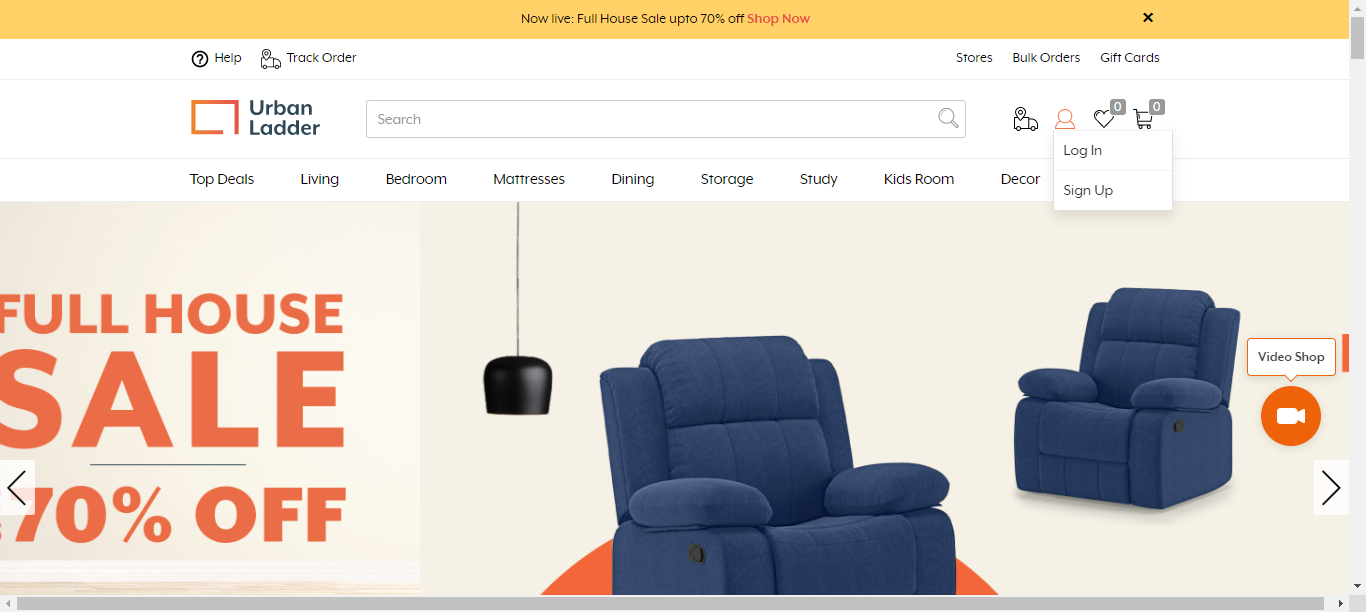 Now live: Full House Sale upto 70% off Shop Now
Help Track Order Stores Bulk Orders Gift Cards
Urban
Ladder
Search
0 0
Log In
Sign Up
Top Deals Living Bedroom Mattresses Dining Storage Study Kids Room Decor
FULL HOUSE
SALE
70% OFF
Video Shop